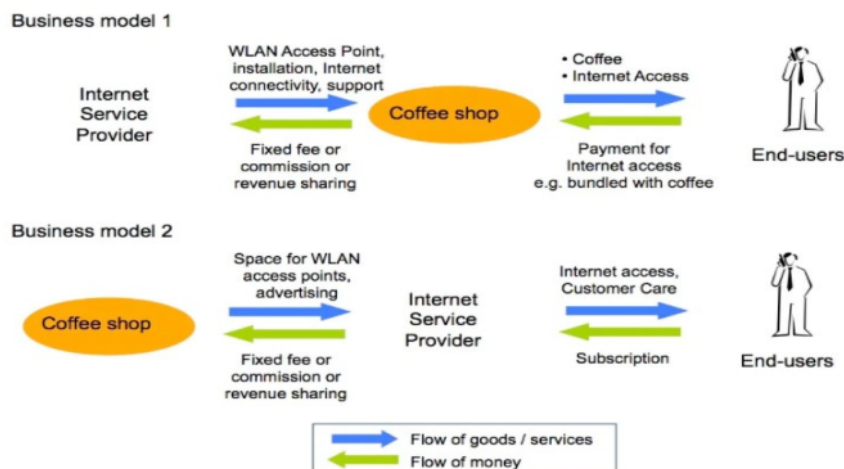 Business model 1
WLAN Access Point,
installation, Internet
connectivity, support
• Coffee
• Internet Access
Internet
Service
Provider
Coffee shop
Fixed fee or
commission or
revenue sharing
Payment for
Internet access
e.g. bundled with coffee
End-users
Business model 2
Space for WLAN
access points,
advertising
Internet access,
Customer Care
Coffee shop
Internet
Service
Provider
Fixed fee or
commission or
revenue sharing
Subscription
End-users
Flow of goods / services
Flow of money